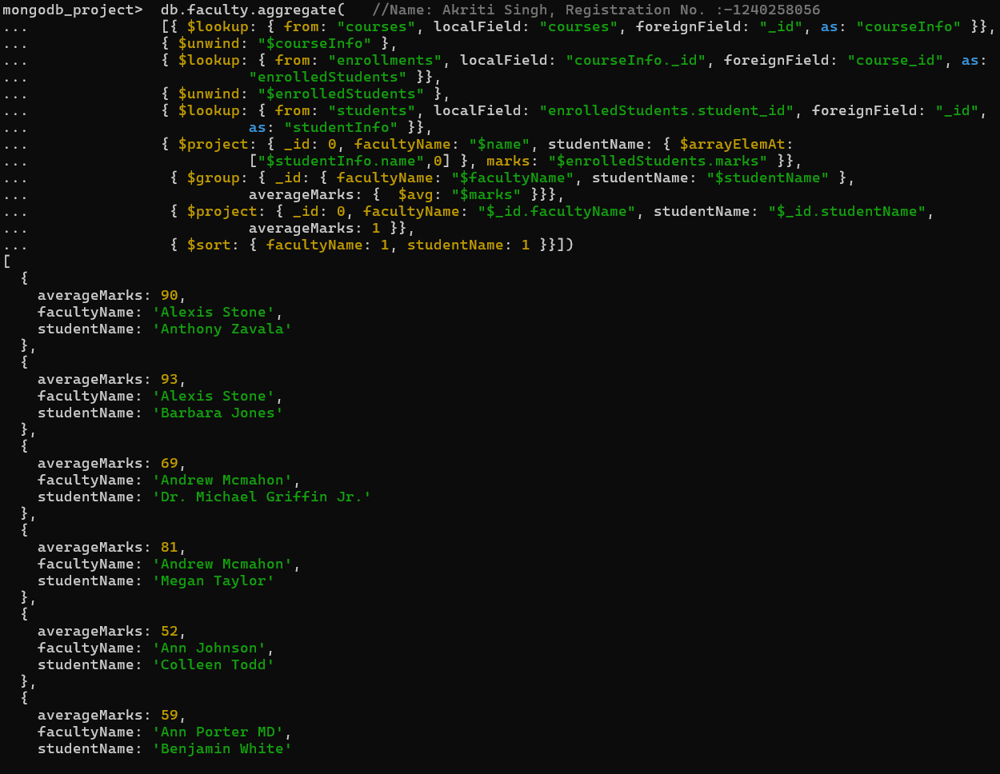 mongodb_project>  db.faculty.aggregate(   //Name: Akriti Singh, Registration No. :-1240258056
...               [{ $lookup: { from: "courses", localField: "courses", foreignField: "_id", as: "courseInfo" }},
...               { $unwind: "$courseInfo" },
...               { $lookup: { from: "enrollments", localField: "courseInfo._id", foreignField: "course_id", as:
...                         "enrolledStudents" }},
...               { $unwind: "$enrolledStudents" },
...               { $lookup: { from: "students", localField: "enrolledStudents.student_id", foreignField: "_id",
...                         as: "studentInfo" }},
...               { $project: { _id: 0, facultyName: "$name", studentName: { $arrayElemAt:
...                         ["$studentInfo.name",0] }, marks: "$enrolledStudents.marks" }},
...                { $group: { _id: { facultyName: "$facultyName", studentName: "$studentName" },
...                         averageMarks: {  $avg: "$marks" }}},
...                { $project: { _id: 0, facultyName: "$_id.facultyName", studentName: "$_id.studentName",
...                         averageMarks: 1 }},
...                { $sort: { facultyName: 1, studentName: 1 }}])
[
  {
    averageMarks: 90,
    facultyName: 'Alexis Stone',
    studentName: 'Anthony Zavala'
  },
  {
    averageMarks: 93,
    facultyName: 'Alexis Stone',
    studentName: 'Barbara Jones'
  },
  {
    averageMarks: 69,
    facultyName: 'Andrew Mcmahon',
    studentName: 'Dr. Michael Griffin Jr.'
  },
  {
    averageMarks: 81,
    facultyName: 'Andrew Mcmahon',
    studentName: 'Megan Taylor'
  },
  {
    averageMarks: 52,
    facultyName: 'Ann Johnson',
    studentName: 'Colleen Todd'
  },
  {
    averageMarks: 59,
    facultyName: 'Ann Porter MD',
    studentName: 'Benjamin White'